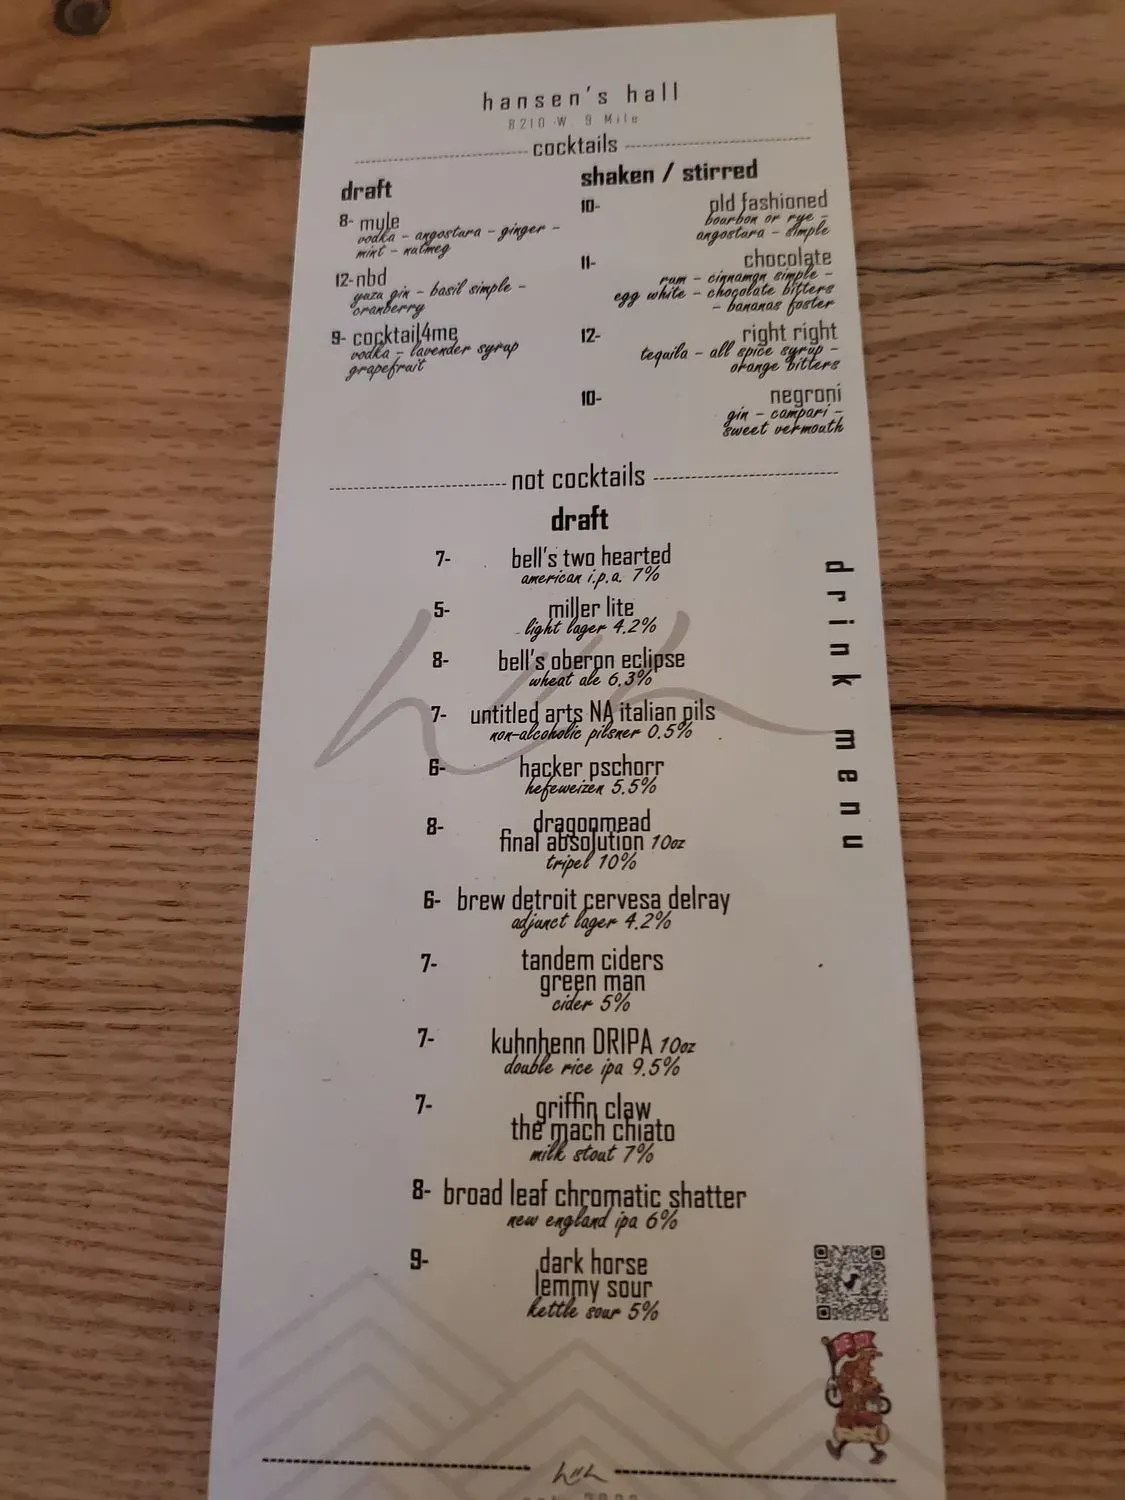 hansen's hall
8210 W. 9 Mile
cocktails
draft
8- mule
vodka - angostura - ginger -
mint - nutmeg
12- nbd
yuzu gin - basil simple -
cranberry
9- cocktail4me
vodka - lavender syrup
grapefruit
shaken / stirred
10- old fashioned
bourbon or rye -
angostura - simple
11- chocolate
rum - cinnamon simple -
egg white - chocolate bitters
- bananas foster
12- right right
tequila - all spice syrup -
orange bitters
10- negroni
gin - campari -
sweet vermouth
not cocktails
draft
7- bell's two hearted
american i.p.a. 7%
5- miller lite
light lager 4.2%
8- bell's oberon eclipse
wheat ale 6.3%
7- untitled arts NA italian pils
non-alcoholic pilsner 0.5%
6- hacker pschorr
hefeweizen 5.5%
8- dragonmead
final absolution 10oz
tripel 10%
6- brew detroit cervesa delray
adjunct lager 4.2%
7- tandem ciders
green man
cider 5%
7- kuhnhenn DRIPA 10oz
double rice ipa 9.5%
7- griffin claw
the mach chiato
milk stout 7%
8- broad leaf chromatic shatter
new england ipa 6%
9- dark horse
lemmy sour
kettle sour 5%
drink menu